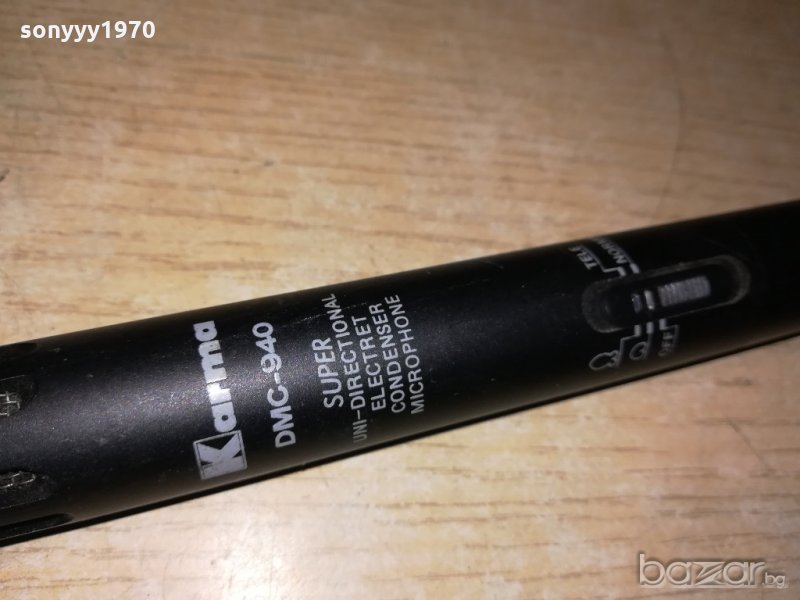 sonyyy1970
Karma
DMC-940
SUPER
UNI-DIRECTIONAL
ELECTRET
CONDENSER
MICROPHONE
TELE
OFF
bazar.bg